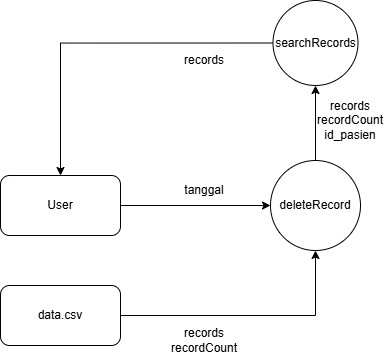 searchRecords
records
records
recordCount
id_pasien
User
tanggal
deleteRecord
data.csv
records
recordCount